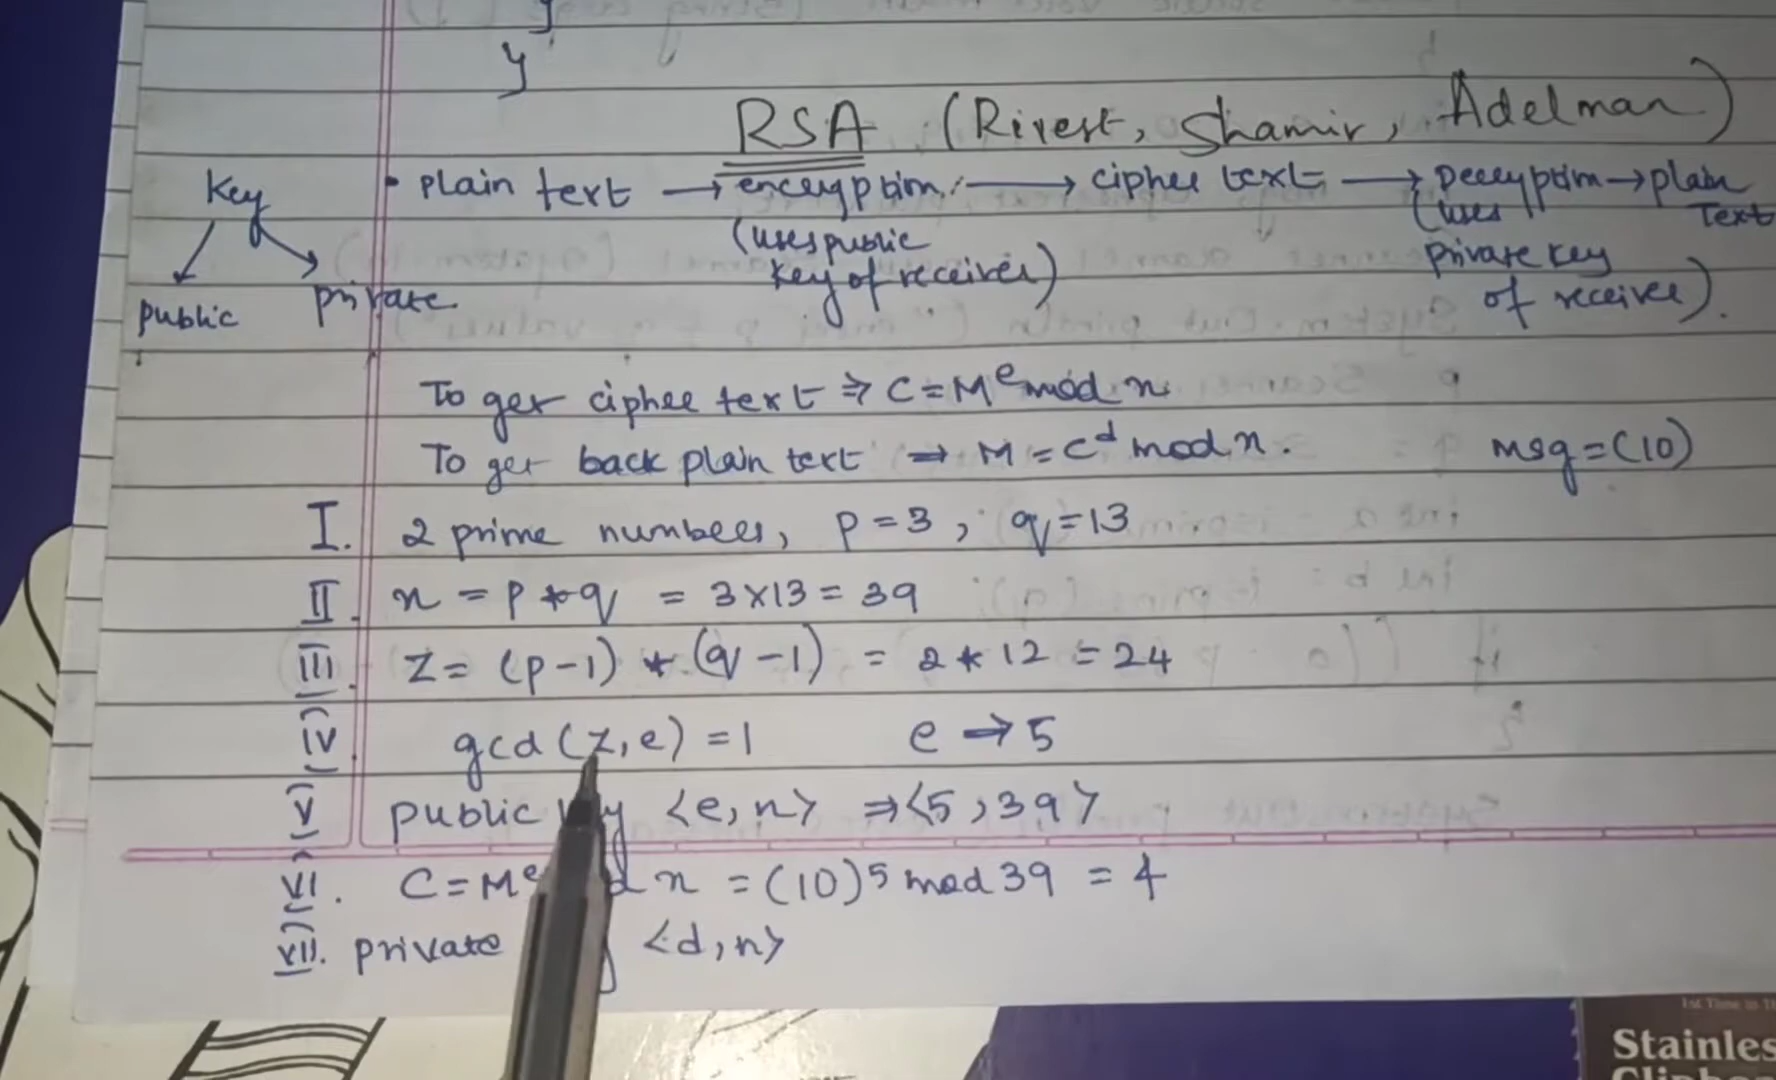 y
RSA (Rivest, Shamir, Adelman)
Key
public
private
• plain text → encryption → cipher text → Decryption → plain Text
(uses public key of receiver)
(uses private key of receiver).
To get cipher text ⇒ C = M^e mod n.
To get back plain text → M = C^d mod n.
msg = (10)
I. 2 prime numbers, p = 3, q = 13
II. n = p * q = 3 x 13 = 39
III. Z = (p-1) * (q-1) = 2 * 12 = 24
IV. gcd (z, e) = 1 e → 5
V. public <e, n> ⇒ <5, 39>
VI. C = M^e n = (10)^5 mod 39 = 4
VII. private <d, n>
Stainles